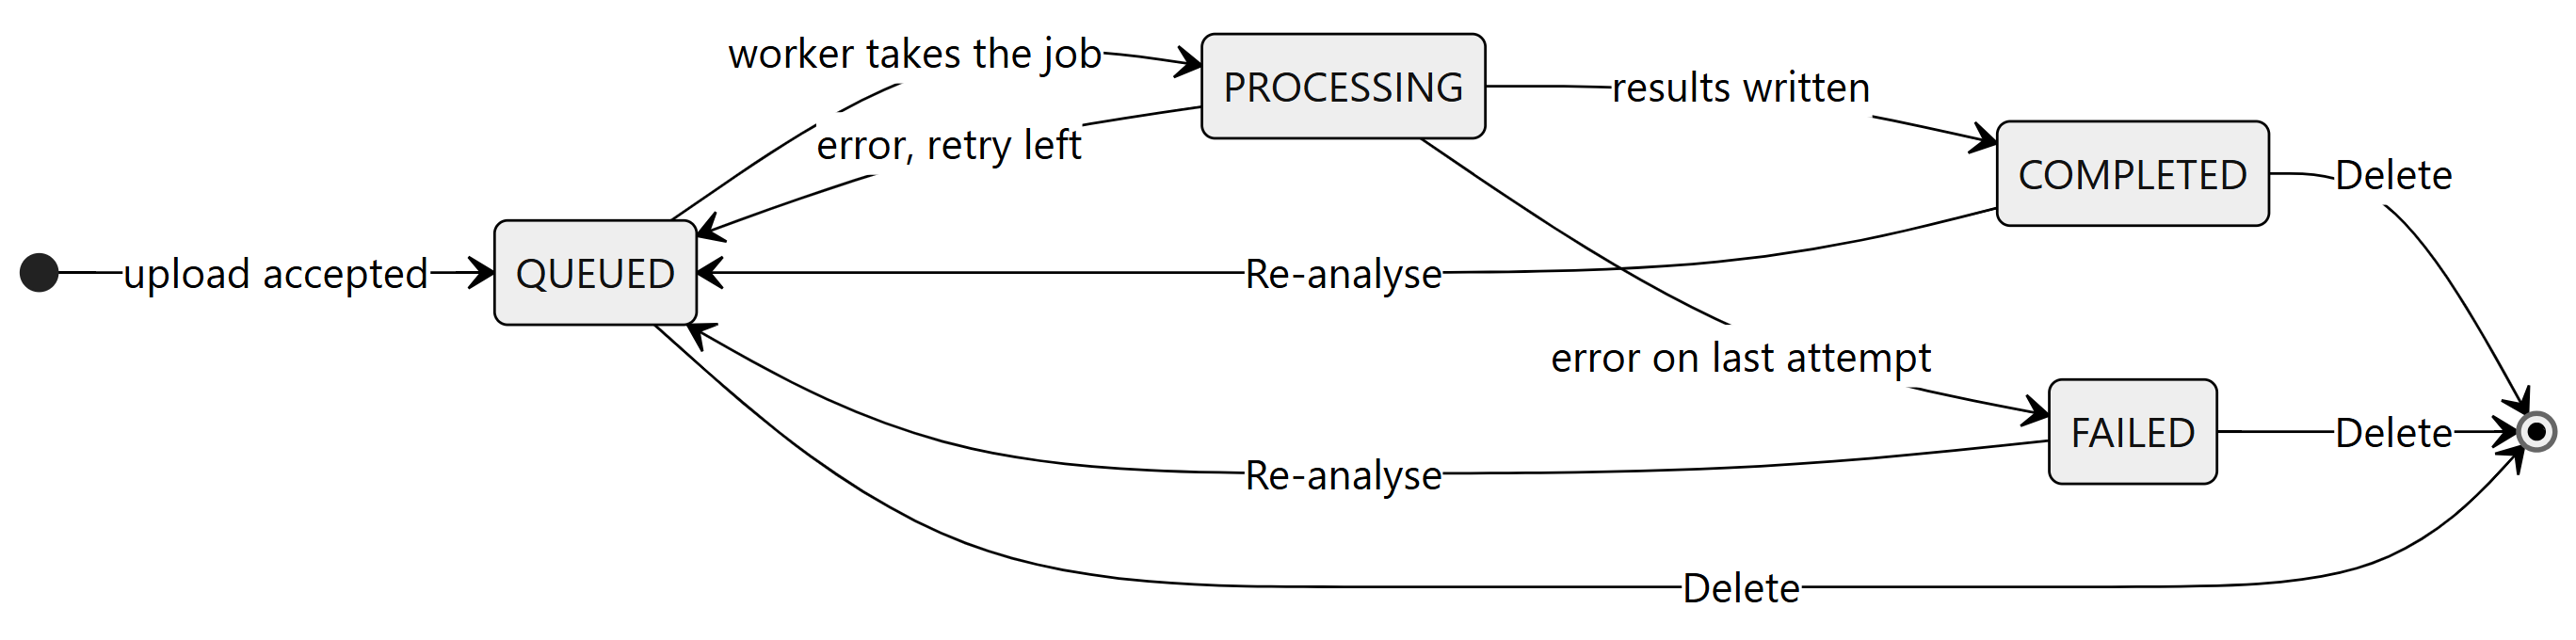 worker takes the job
PROCESSING
results written
error, retry left
COMPLETED
Delete
upload accepted
QUEUED
Re-analyse
error on last attempt
FAILED
Delete
Re-analyse
Delete